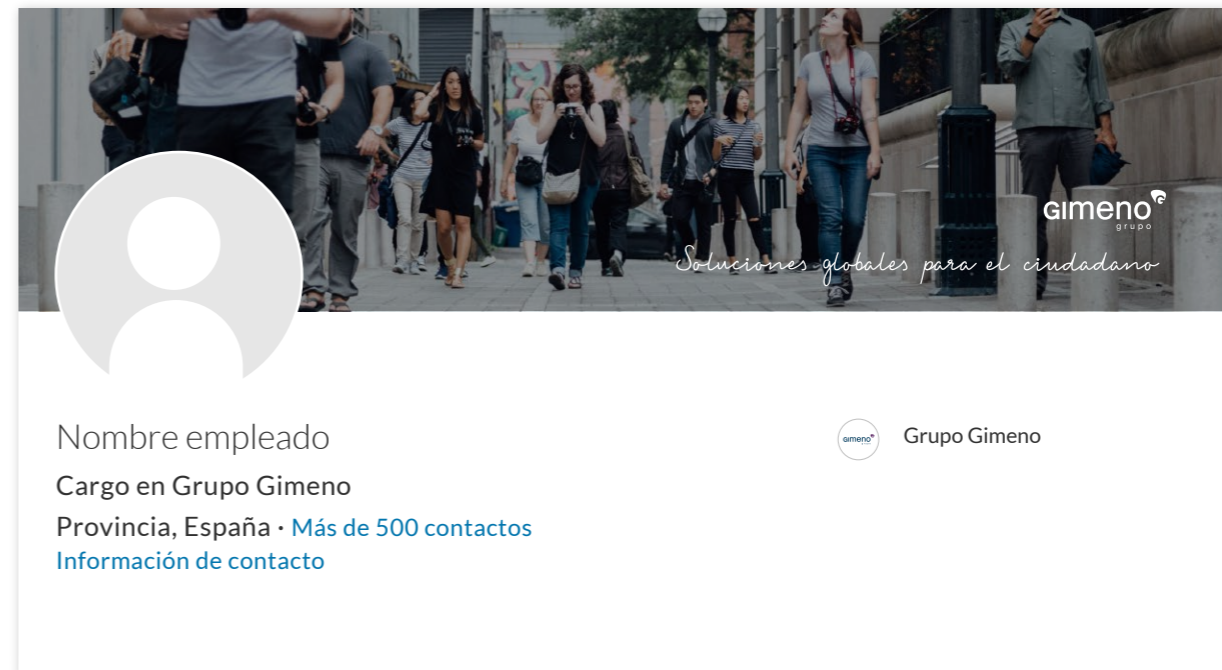 Gimeno
grupo
Soluciones globales para el ciudadano
Nombre empleado
Cargo en Grupo Gimeno
Provincia, España · Más de 500 contactos
Información de contacto
Gimeno
Grupo Gimeno